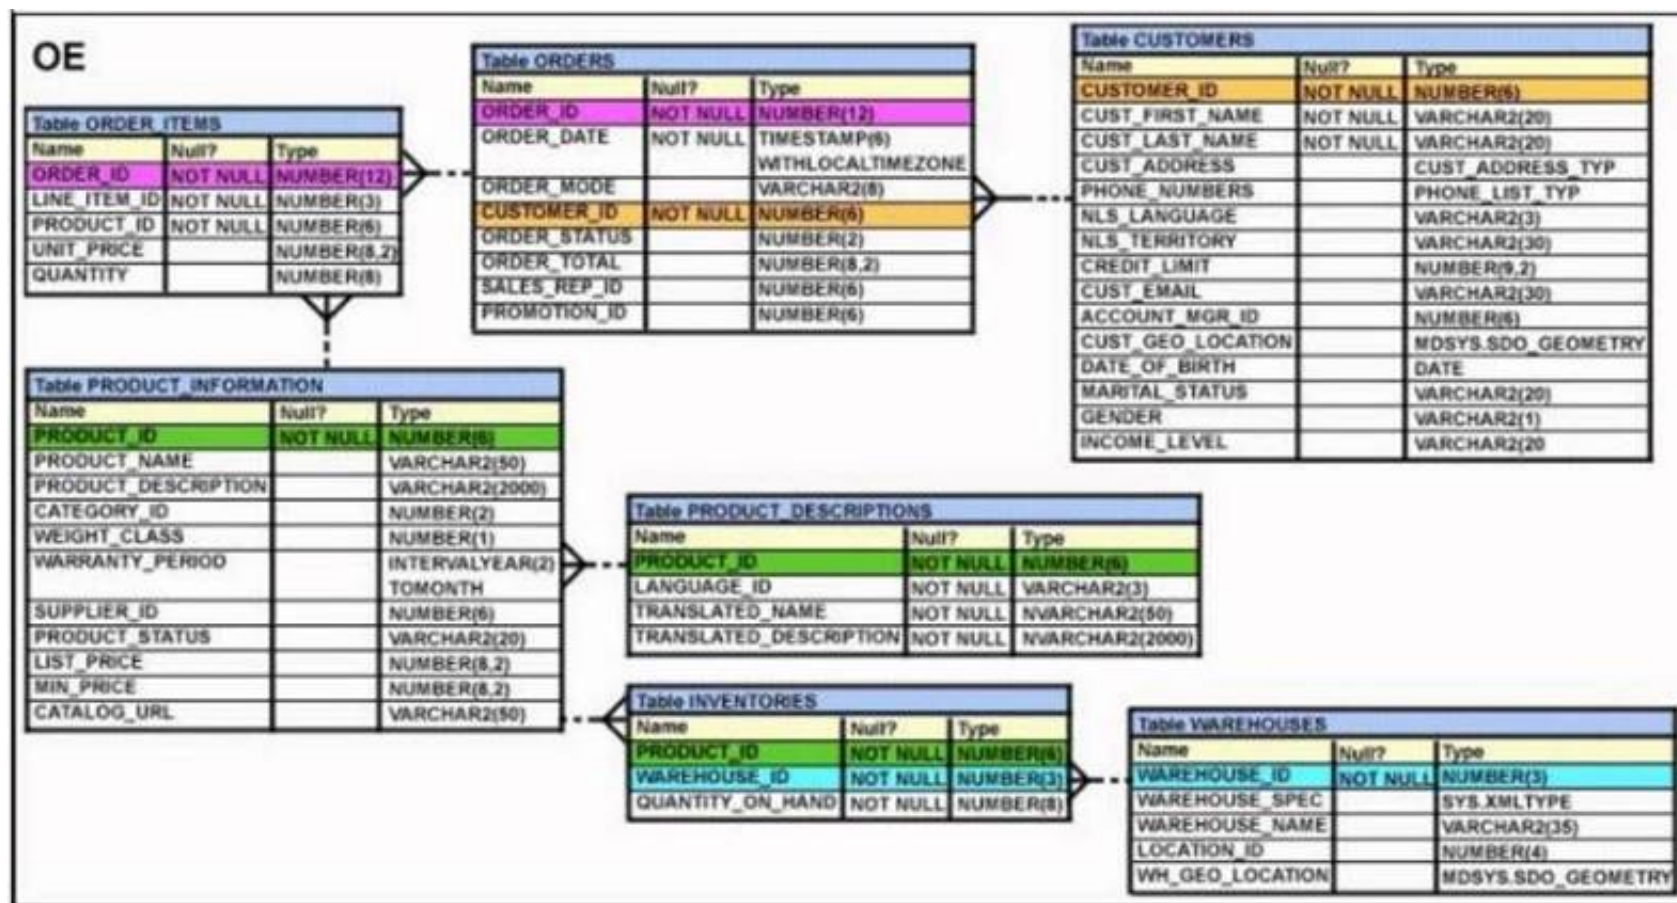 OE
Table ORDER_ITEMS
Name Null? Type
ORDER_ID NOT NULL NUMBER(12)
LINE_ITEM_ID NOT NULL NUMBER(3)
PRODUCT_ID NOT NULL NUMBER(6)
UNIT_PRICE NUMBER(8,2)
QUANTITY NUMBER(8)
Table ORDERS
Name Null? Type
ORDER_ID NOT NULL NUMBER(12)
ORDER_DATE NOT NULL TIMESTAMP(6)
WITHLOCALTIMEZONE
ORDER_MODE VARCHAR2(8)
CUSTOMER_ID NOT NULL NUMBER(6)
ORDER_STATUS NUMBER(2)
ORDER_TOTAL NUMBER(8,2)
SALES_REP_ID NUMBER(6)
PROMOTION_ID NUMBER(6)
Table CUSTOMERS
Name Null? Type
CUSTOMER_ID NOT NULL NUMBER(6)
CUST_FIRST_NAME NOT NULL VARCHAR2(20)
CUST_LAST_NAME NOT NULL VARCHAR2(20)
CUST_ADDRESS CUST_ADDRESS_TYP
PHONE_NUMBERS PHONE_LIST_TYP
NLS_LANGUAGE VARCHAR2(3)
NLS_TERRITORY VARCHAR2(30)
CREDIT_LIMIT NUMBER(9,2)
CUST_EMAIL VARCHAR2(30)
ACCOUNT_MGR_ID NUMBER(6)
CUST_GEO_LOCATION MDSYS.SDO_GEOMETRY
DATE_OF_BIRTH DATE
MARITAL_STATUS VARCHAR2(20)
GENDER VARCHAR2(1)
INCOME_LEVEL VARCHAR2(20
Table PRODUCT_INFORMATION
Name Null? Type
PRODUCT_ID NOT NULL NUMBER(6)
PRODUCT_NAME VARCHAR2(50)
PRODUCT_DESCRIPTION VARCHAR2(2000)
CATEGORY_ID NUMBER(2)
WEIGHT_CLASS NUMBER(1)
WARRANTY_PERIOD INTERVALYEAR(2)
TOMONTH
SUPPLIER_ID NUMBER(6)
PRODUCT_STATUS VARCHAR2(20)
LIST_PRICE NUMBER(8,2)
MIN_PRICE NUMBER(8,2)
CATALOG_URL VARCHAR2(50)
Table PRODUCT_DESCRIPTIONS
Name Null? Type
PRODUCT_ID NOT NULL NUMBER(6)
LANGUAGE_ID NOT NULL VARCHAR2(3)
TRANSLATED_NAME NOT NULL NVARCHAR2(50)
TRANSLATED_DESCRIPTION NOT NULL NVARCHAR2(2000)
Table INVENTORIES
Name Null? Type
PRODUCT_ID NOT NULL NUMBER(6)
WAREHOUSE_ID NOT NULL NUMBER(3)
QUANTITY_ON_HAND NOT NULL NUMBER(8)
Table WAREHOUSES
Name Null? Type
WAREHOUSE_ID NOT NULL NUMBER(3)
WAREHOUSE_SPEC SYS.XMLTYPE
WAREHOUSE_NAME VARCHAR2(35)
LOCATION_ID NUMBER(4)
WH_GEO_LOCATION MDSYS.SDO_GEOMETRY